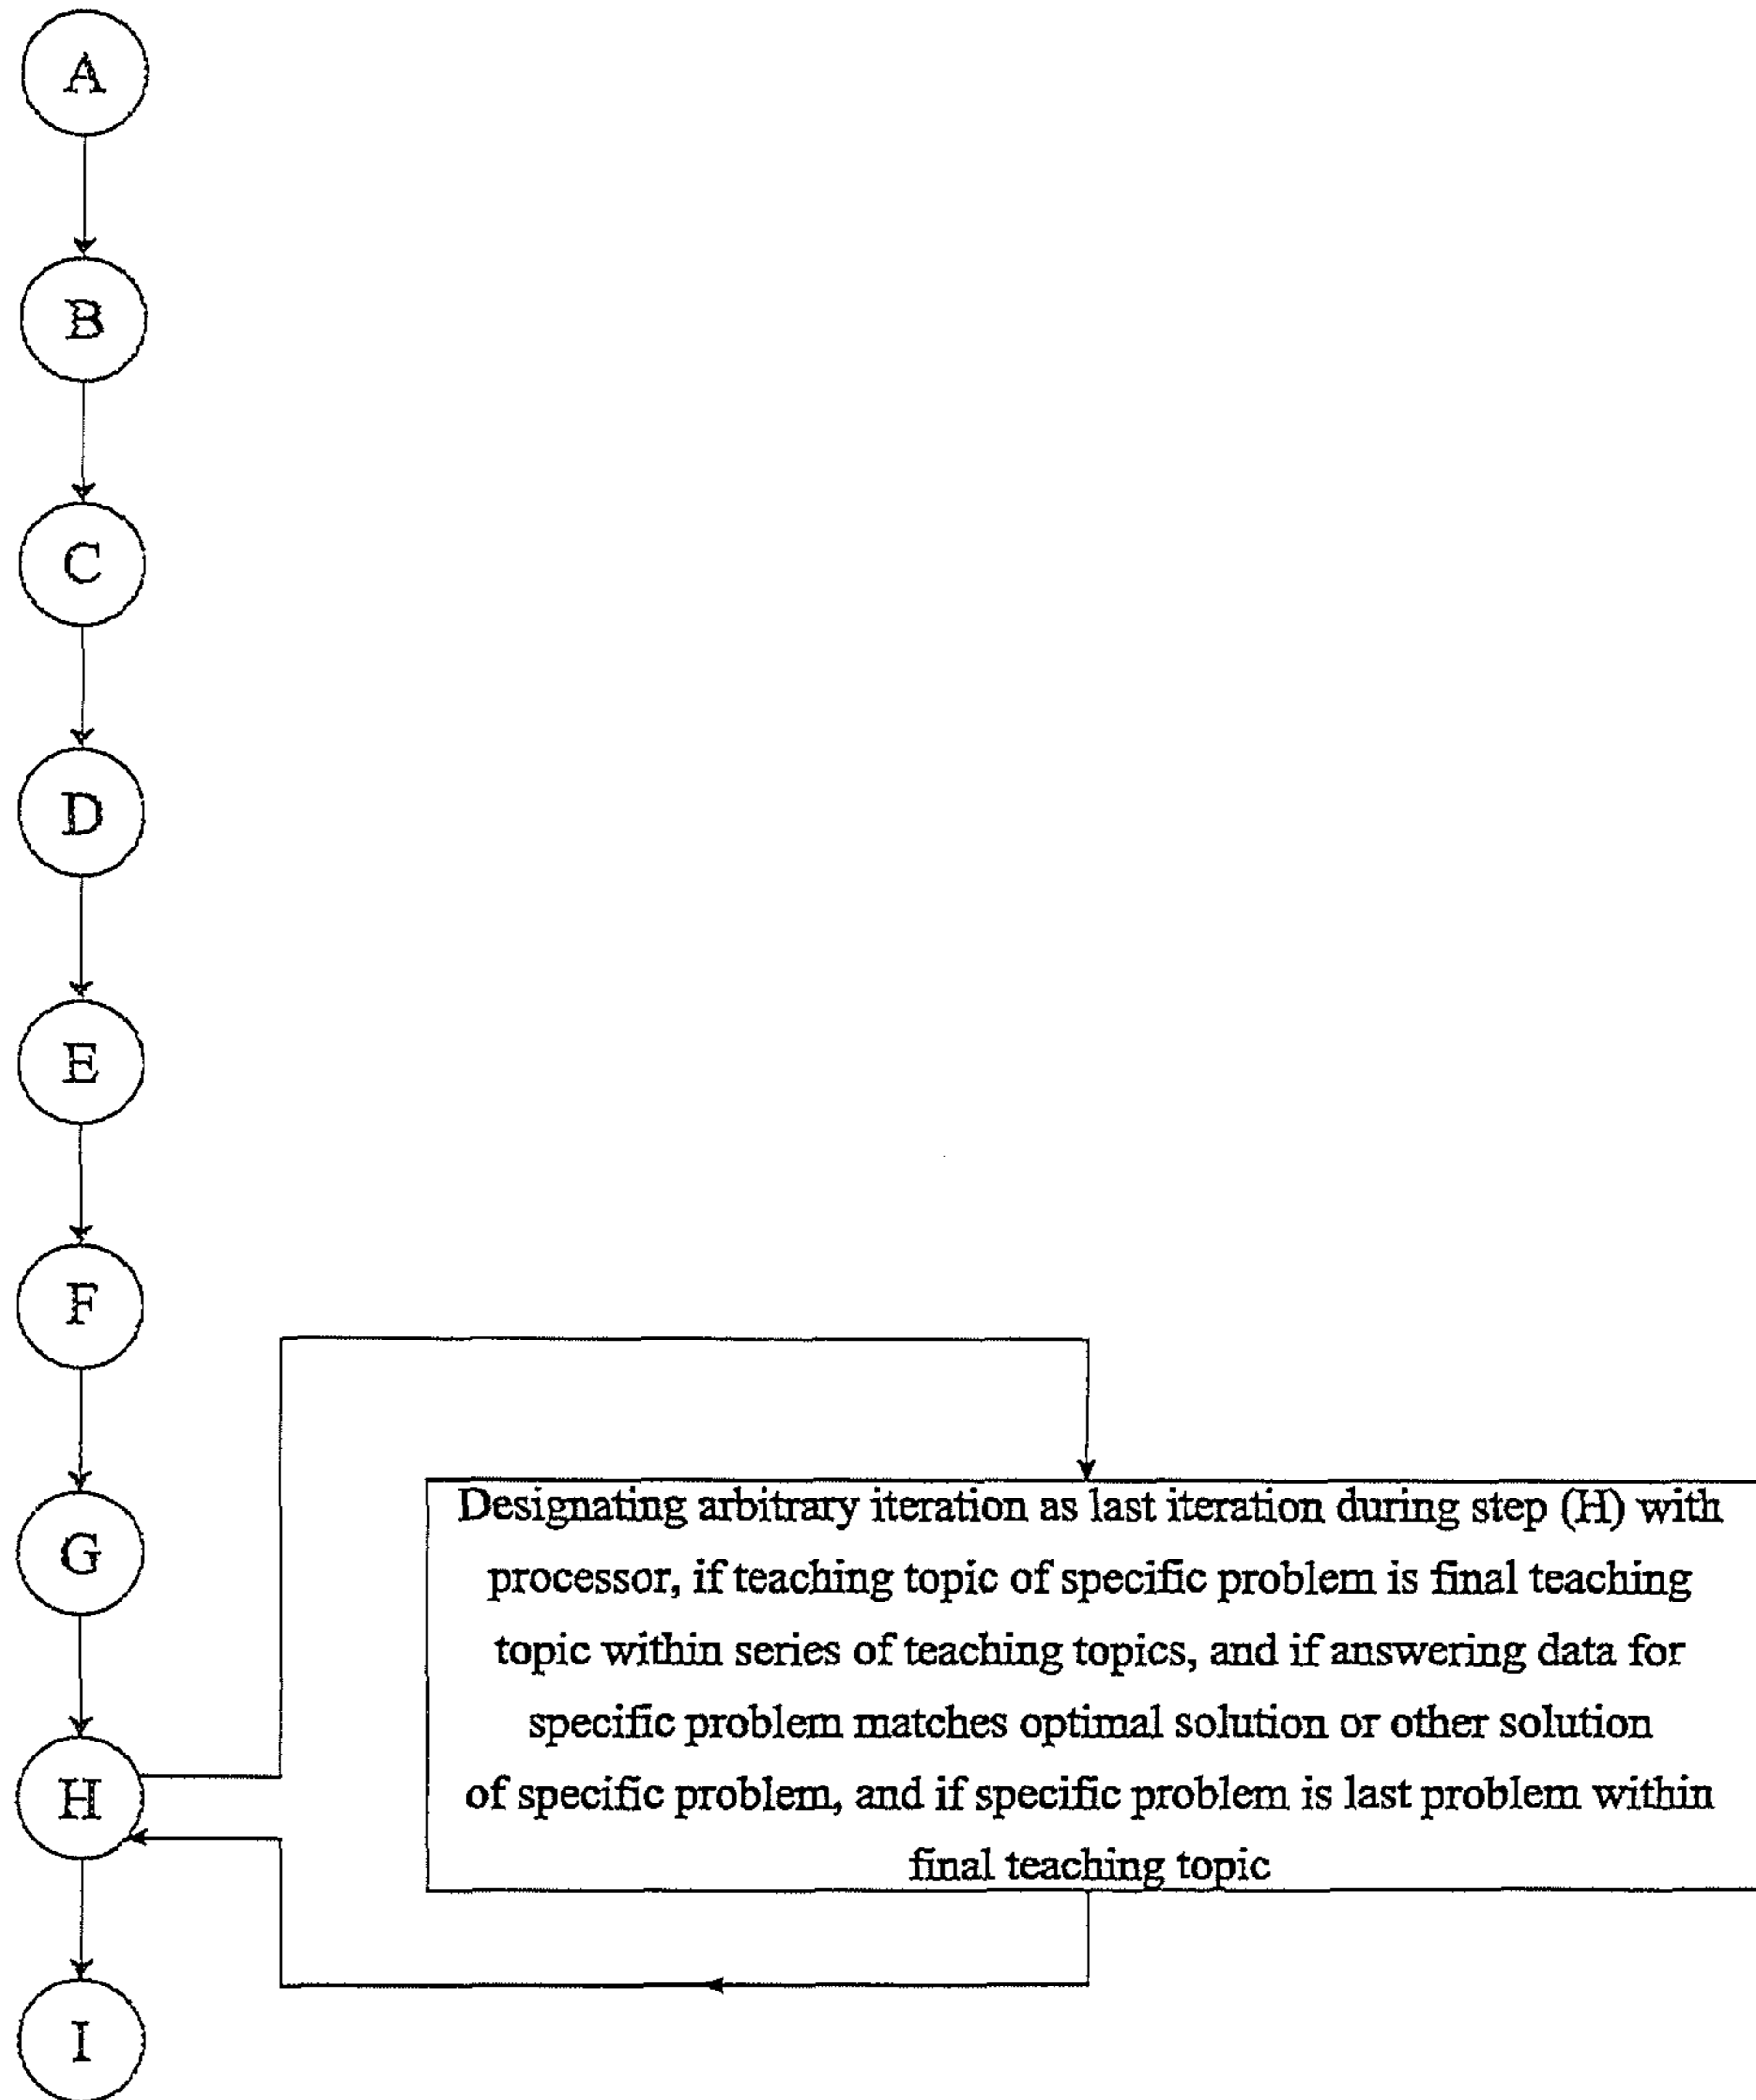 A
B
C
D
E
F
G
H
I
Designating arbitrary iteration as last iteration during step (H) with
processor, if teaching topic of specific problem is final teaching
topic within series of teaching topics, and if answering data for
specific problem matches optimal solution or other solution
of specific problem, and if specific problem is last problem within
final teaching topic